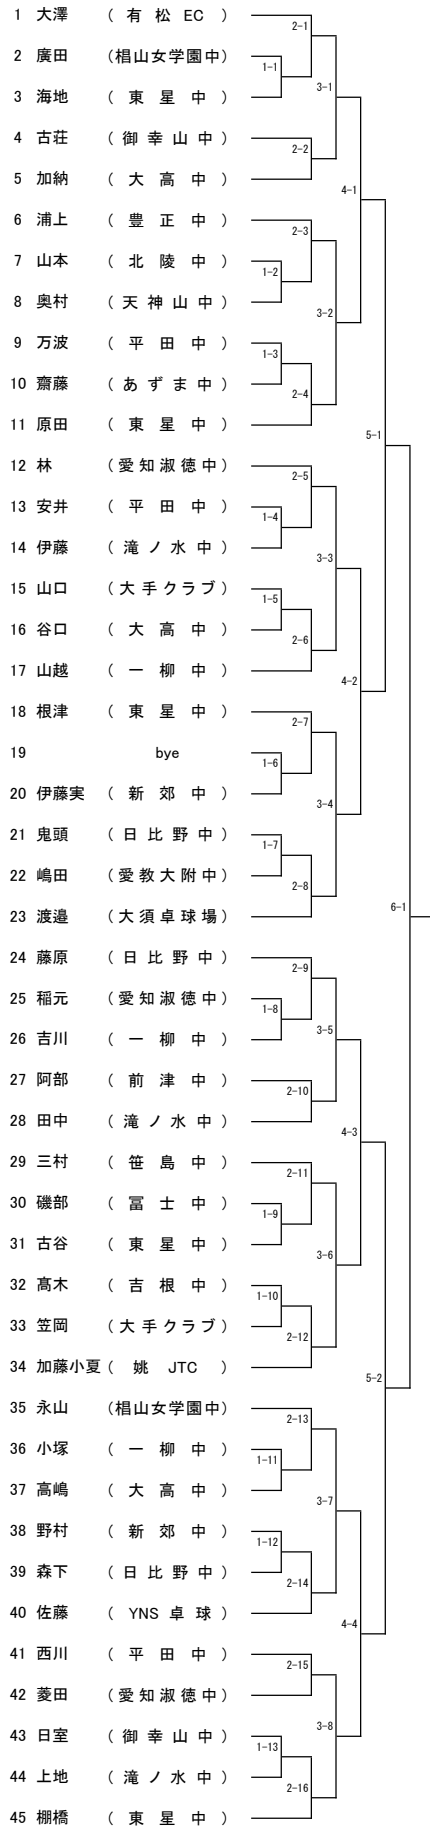 1 大澤 ( 有 松 EC )
2 廣田 (椙山女学園中)
3 海地 ( 東 星 中 )
4 古荘 ( 御 幸 山 中 )
5 加納 ( 大 高 中 )
6 浦上 ( 豊 正 中 )
7 山本 ( 北 陵 中 )
8 奥村 ( 天 神 山 中 )
9 万波 ( 平 田 中 )
10 齋藤 ( あ ず ま 中 )
11 原田 ( 東 星 中 )
12 林 (愛知淑徳中)
13 安井 ( 平 田 中 )
14 伊藤 ( 滝 ノ 水 中 )
15 山口 (大手クラブ)
16 谷口 ( 大 高 中 )
17 山越 ( 一 柳 中 )
18 根津 ( 東 星 中 )
19 bye
20 伊藤実 ( 新 郊 中 )
21 鬼頭 ( 日 比 野 中 )
22 嶋田 (愛教大附中)
23 渡邉 (大須卓球場)
24 藤原 ( 日 比 野 中 )
25 稲元 (愛知淑徳中)
26 吉川 ( 一 柳 中 )
27 阿部 ( 前 津 中 )
28 田中 ( 滝 ノ 水 中 )
29 三村 ( 笹 島 中 )
30 磯部 ( 冨 士 中 )
31 古谷 ( 東 星 中 )
32 髙木 ( 吉 根 中 )
33 笠岡 (大手クラブ)
34 加藤小夏 ( 姚 JTC )
35 永山 (椙山女学園中)
36 小塚 ( 一 柳 中 )
37 高嶋 ( 大 高 中 )
38 野村 ( 新 郊 中 )
39 森下 ( 日 比 野 中 )
40 佐藤 ( YNS 卓 球 )
41 西川 ( 平 田 中 )
42 菱田 (愛知淑徳中)
43 日室 ( 御 幸 山 中 )
44 上地 ( 滝 ノ 水 中 )
45 棚橋 ( 東 星 中 )
1-1
1-2
1-3
1-4
1-5
1-6
1-7
1-8
1-9
1-10
1-11
1-12
1-13
2-1
2-2
2-3
2-4
2-5
2-6
2-7
2-8
2-9
2-10
2-11
2-12
2-13
2-14
2-15
2-16
3-1
3-2
3-3
3-4
3-5
3-6
3-7
3-8
4-1
4-2
4-3
4-4
5-1
5-2
6-1